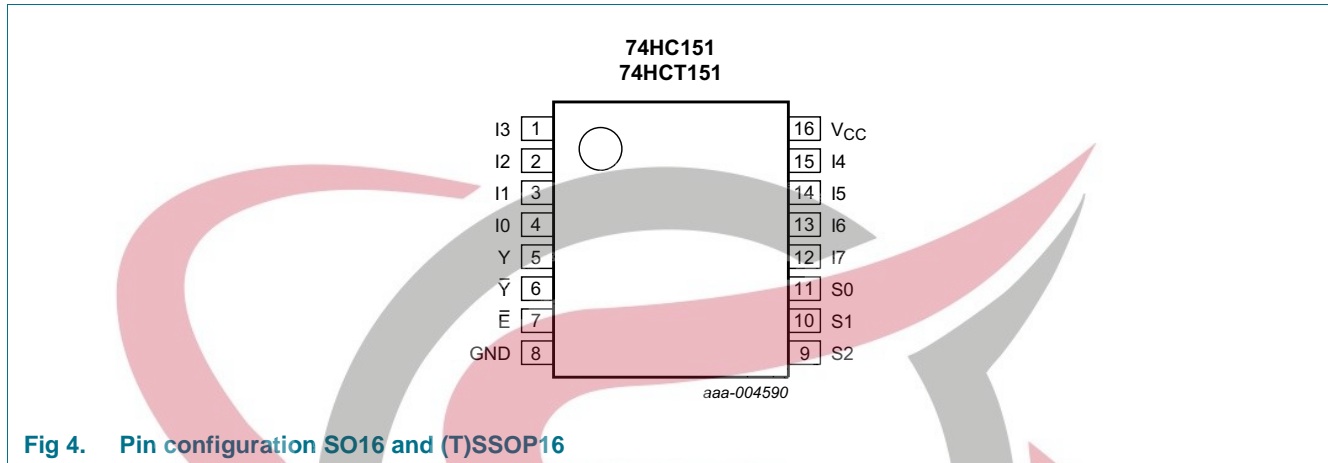 74HC151
74HCT151
I3 1 16 VCC
I2 2 15 I4
I1 3 14 I5
I0 4 13 I6
Y 5 12 I7
Y̅ 6 11 S0
E̅ 7 10 S1
GND 8 9 S2
aaa-004590
Fig 4. Pin configuration SO16 and (T)SSOP16